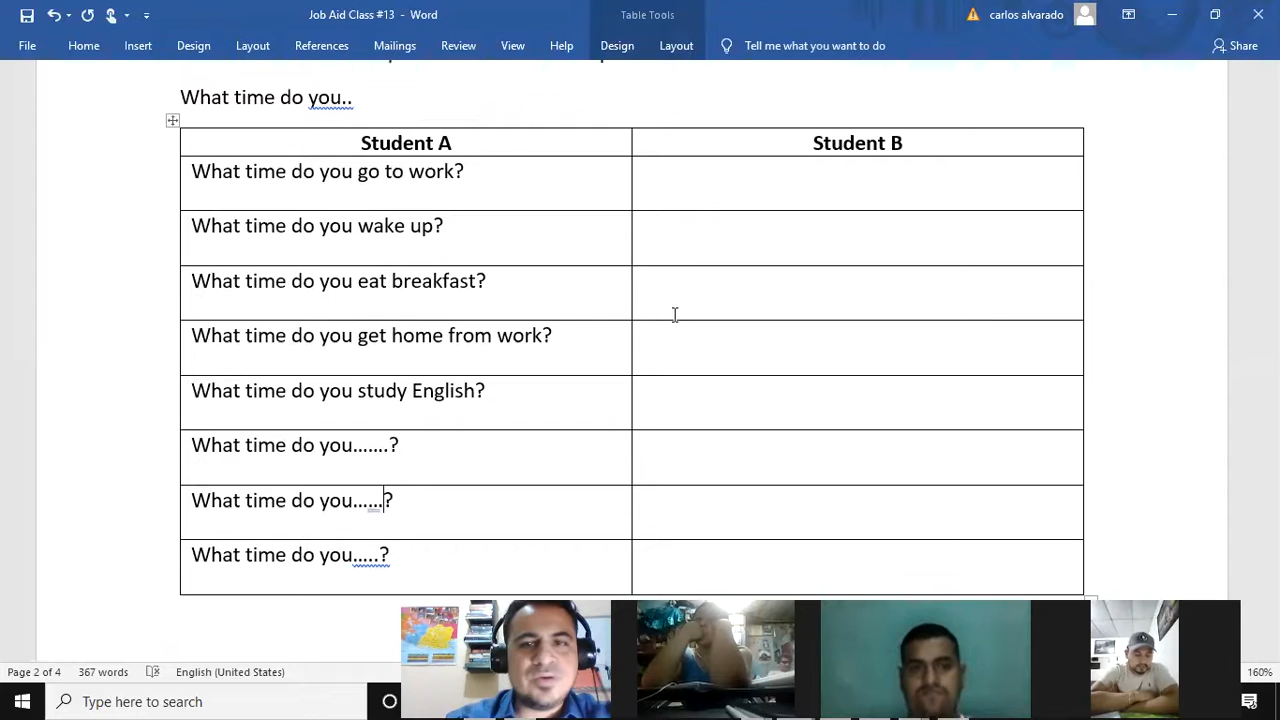 Job Aid Class #13 - Word
Table Tools
carlos alvarado
File Home Insert Design Layout References Mailings Review View Help Design Layout Tell me what you want to do Share
What time do you..
Student A Student B
What time do you go to work?
What time do you wake up?
What time do you eat breakfast?
What time do you get home from work?
What time do you study English?
What time do you.......?
What time do you......?
What time do you.....?
Page 2 of 4 367 words English (United States) 160%
Type here to search